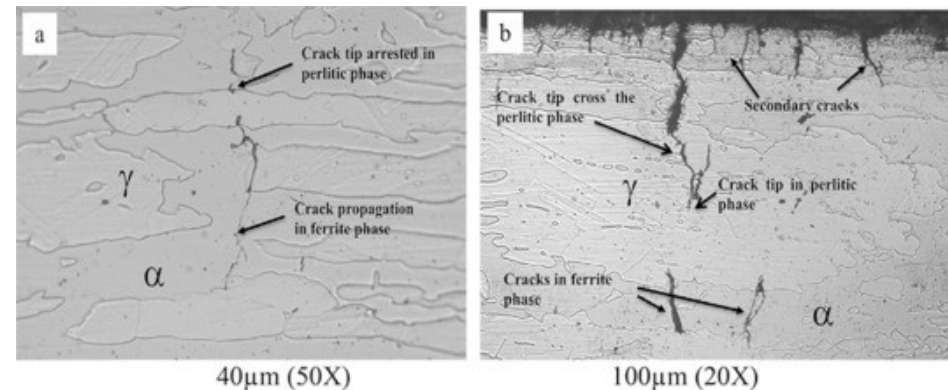 a
Crack tip arrested in
perlitic phase
γ
Crack propagation
in ferrite phase
α
40µm (50X)
b
Secondary cracks
Crack tip cross the
perlitic phase
γ
Crack tip in perlitic
phase
Cracks in ferrite
phase
α
100µm (20X)